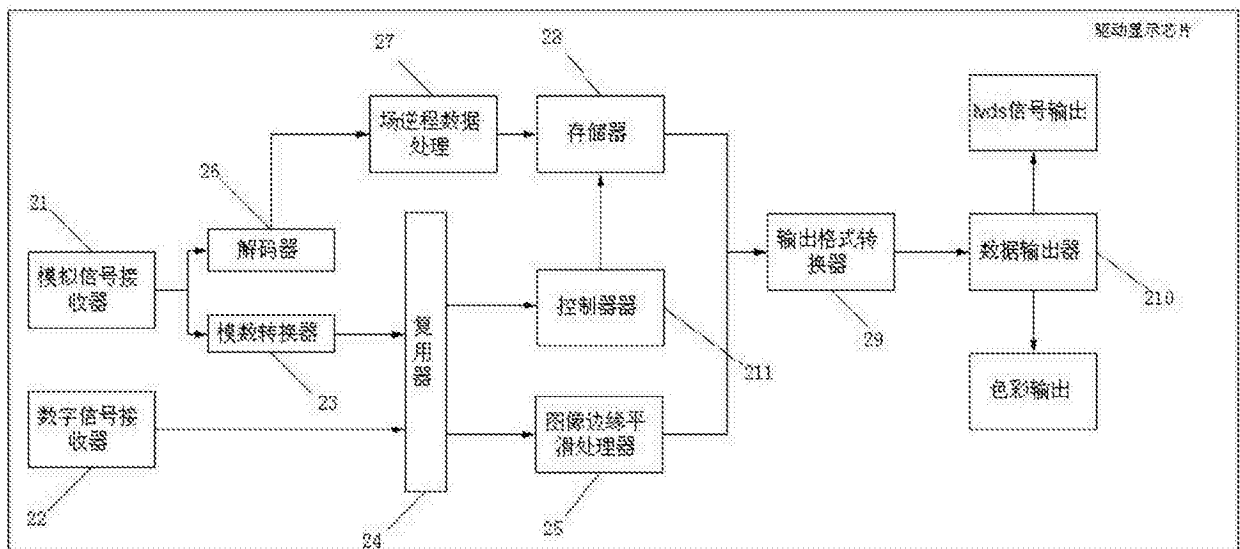 驱动显示芯片
27
28
场逆程数据
处理
存储器
lvds信号输出
26
21
解码器
模拟信号接
收器
模数转换器
23
复
用
器
控制器器
211
输出格式转
换器
29
数据输出器
210
数字信号接
收器
22
24
图像边缘平
滑处理器
25
色彩输出